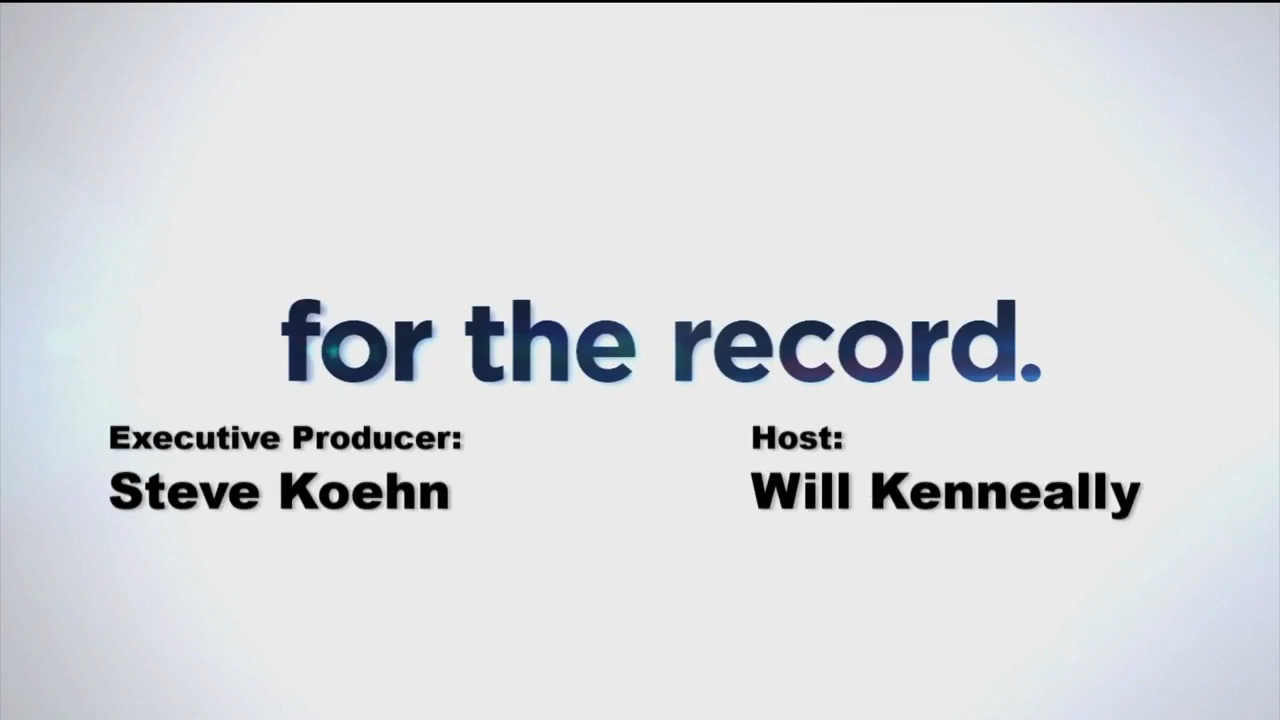 for the record.
Executive Producer:
Steve Koehn
Host:
Will Kenneally